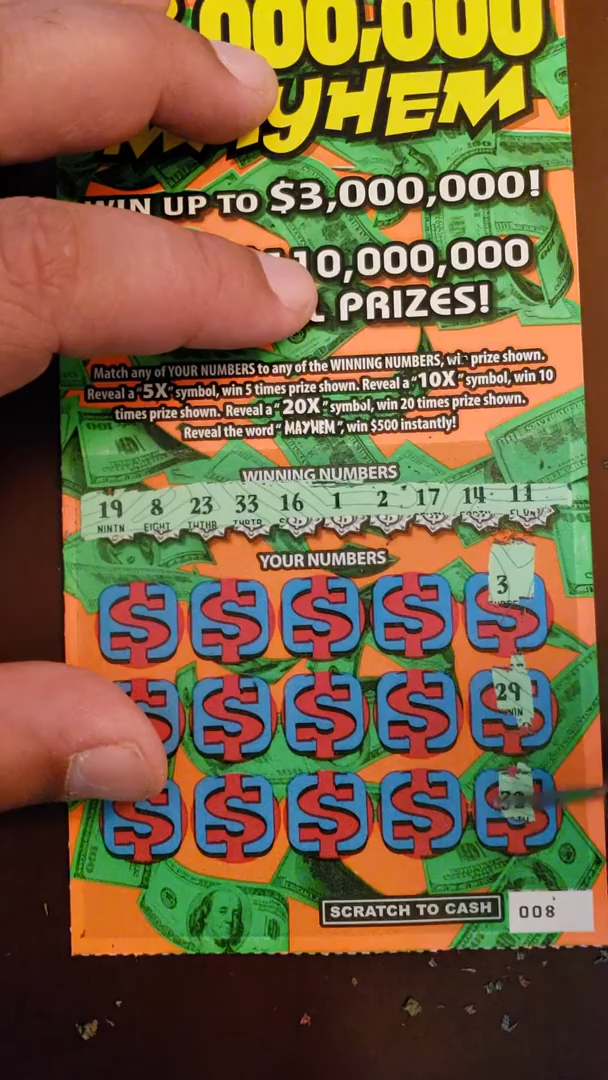 ,000,000
MAYHEM
WIN UP TO $3,000,000!
110,000,000
PRIZES!
Match any of YOUR NUMBERS to any of the WINNING NUMBERS, win prize shown.
Reveal a "5X" symbol, win 5 times prize shown. Reveal a "10X" symbol, win 10
times prize shown. Reveal a "20X" symbol, win 20 times prize shown.
Reveal the word "MAYHEM", win $500 instantly!
WINNING NUMBERS
19 8 23 33 16 1 2 17 14 11
NINTN EIGHT TWTHR
YOUR NUMBERS
3
29
SCRATCH TO CASH
008